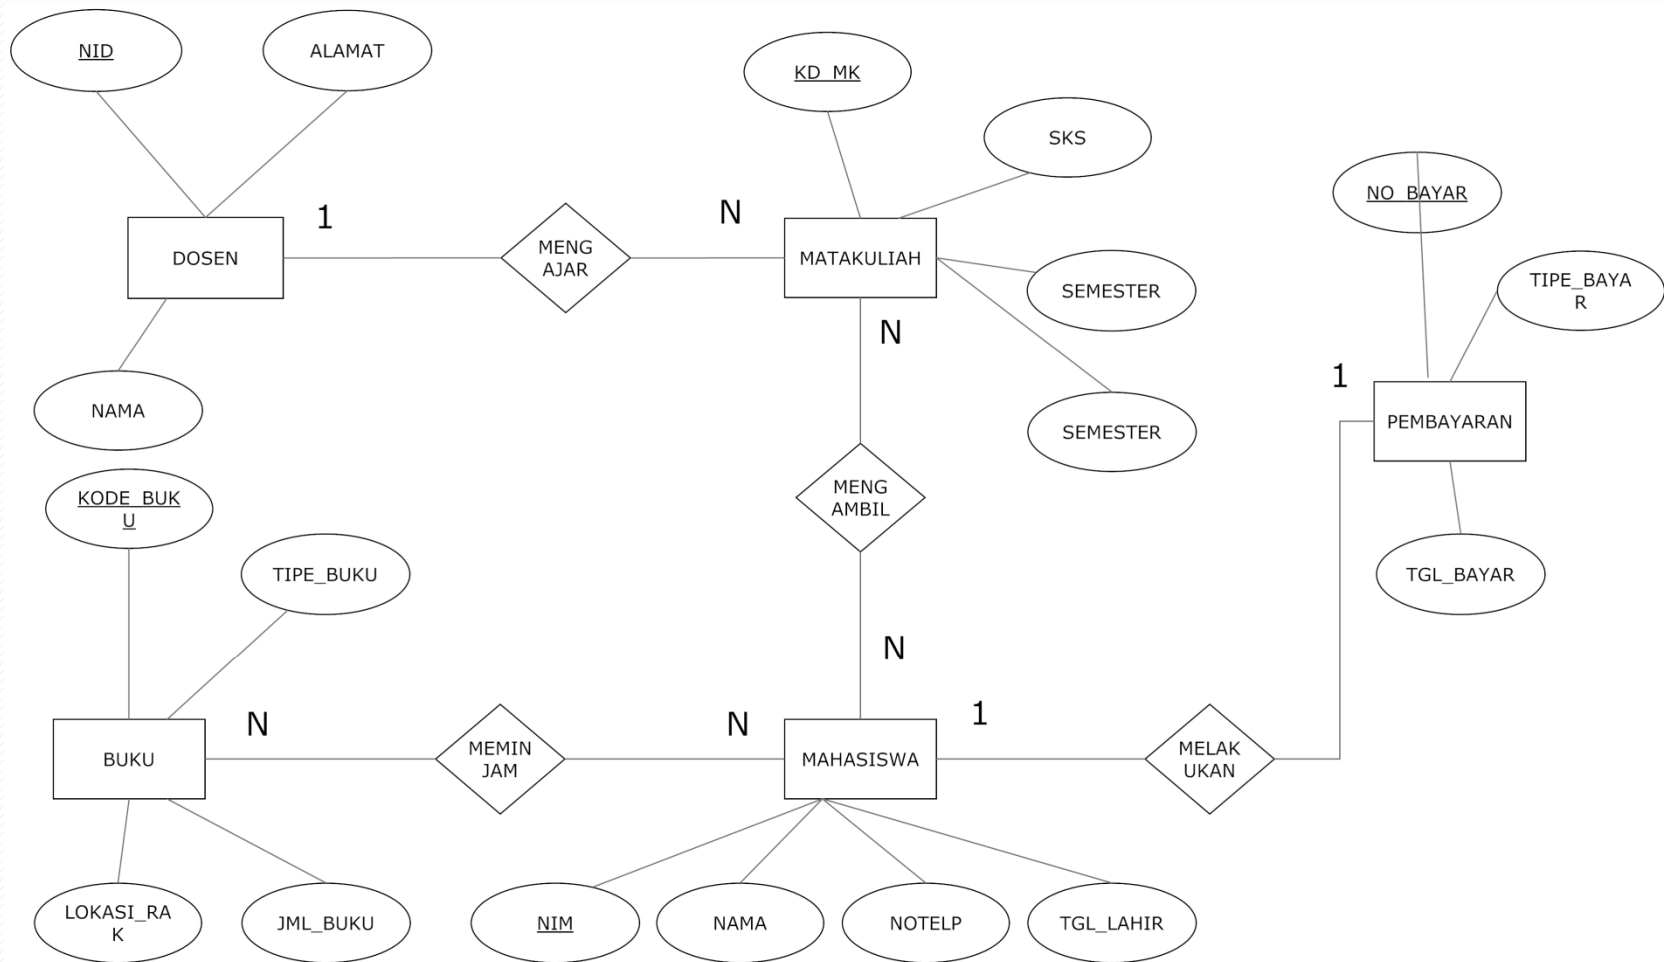 NID
ALAMAT
KD_MK
SKS
NO_BAYAR
1
N
DOSEN
MENG
AJAR
MATAKULIAH
SEMESTER
TIPE_BAYA
R
N
1
NAMA
SEMESTER
PEMBAYARAN
KODE_BUK
U
MENG
AMBIL
TIPE_BUKU
TGL_BAYAR
N
N
N
1
BUKU
MEMIN
JAM
MAHASISWA
MELAK
UKAN
LOKASI_RA
K
JML_BUKU
NIM
NAMA
NOTELP
TGL_LAHIR